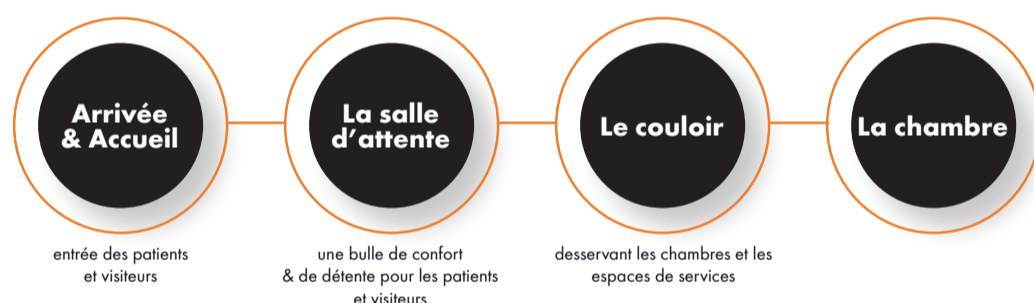 Arrivée
& Accueil
La salle
d'attente
Le couloir
La chambre
entrée des patients
et visiteurs
une bulle de confort
& de détente pour les patients
et visiteurs
desservant les chambres et les
espaces de services